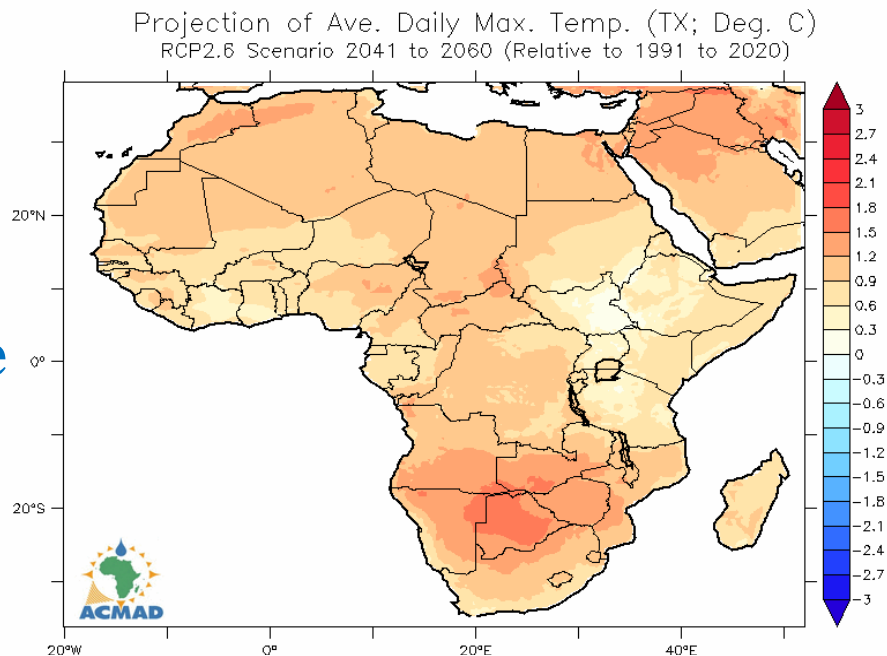 Projection of Ave. Daily Max. Temp. (TX; Deg. C)
RCP2.6 Scenario 2041 to 2060 (Relative to 1991 to 2020)
3
2.7
2.4
2.1
1.8
1.5
1.2
0.9
0.6
0.3
0
-0.3
-0.6
-0.9
-1.2
-1.5
-1.8
-2.1
-2.4
-2.7
-3
20°N
0°
20°S
e
ACMAD
20°W
0°
20°E
40°E